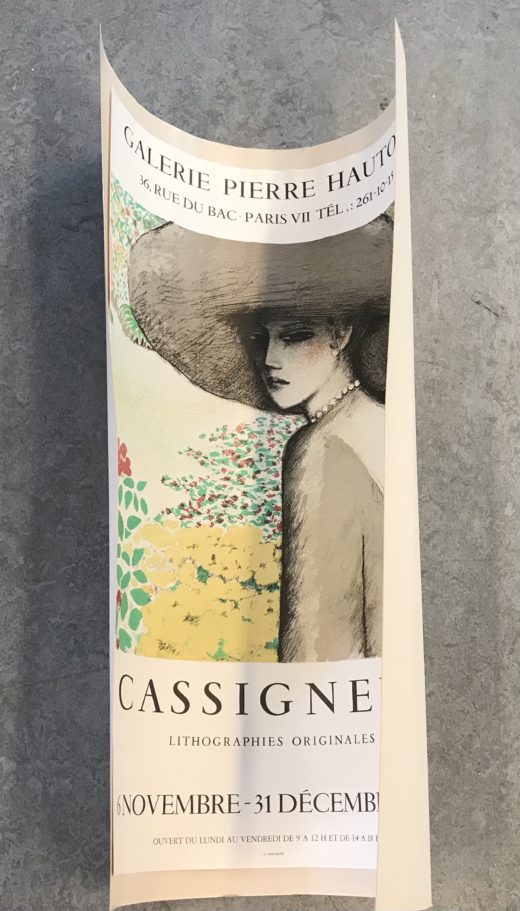 GALERIE PIERRE HAUTO
36, RUE DU BAC - PARIS VII TÉL.: 261-10-15
CASSIGNE
LITHOGRAPHIES ORIGINALES
6 NOVEMBRE - 31 DÉCEMB
OUVERT DU LUNDI AU VENDREDI DE 9 A 12 H ET DE 14 A 18 H